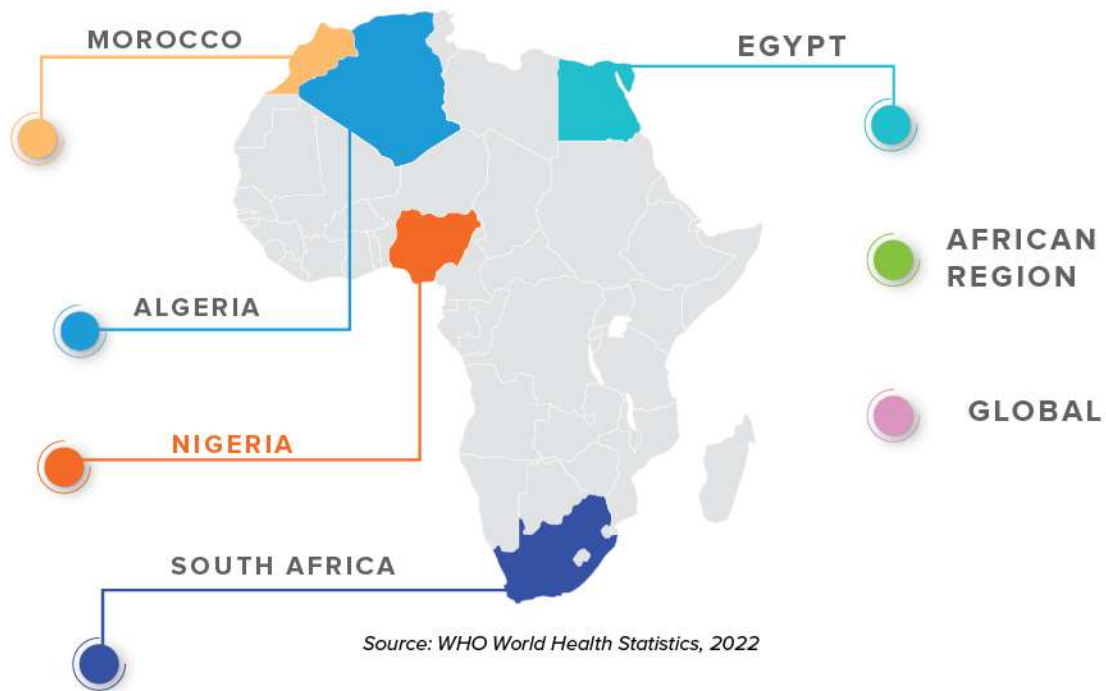 MOROCCO
EGYPT
AFRICAN
REGION
ALGERIA
GLOBAL
NIGERIA
SOUTH AFRICA
Source: WHO World Health Statistics, 2022